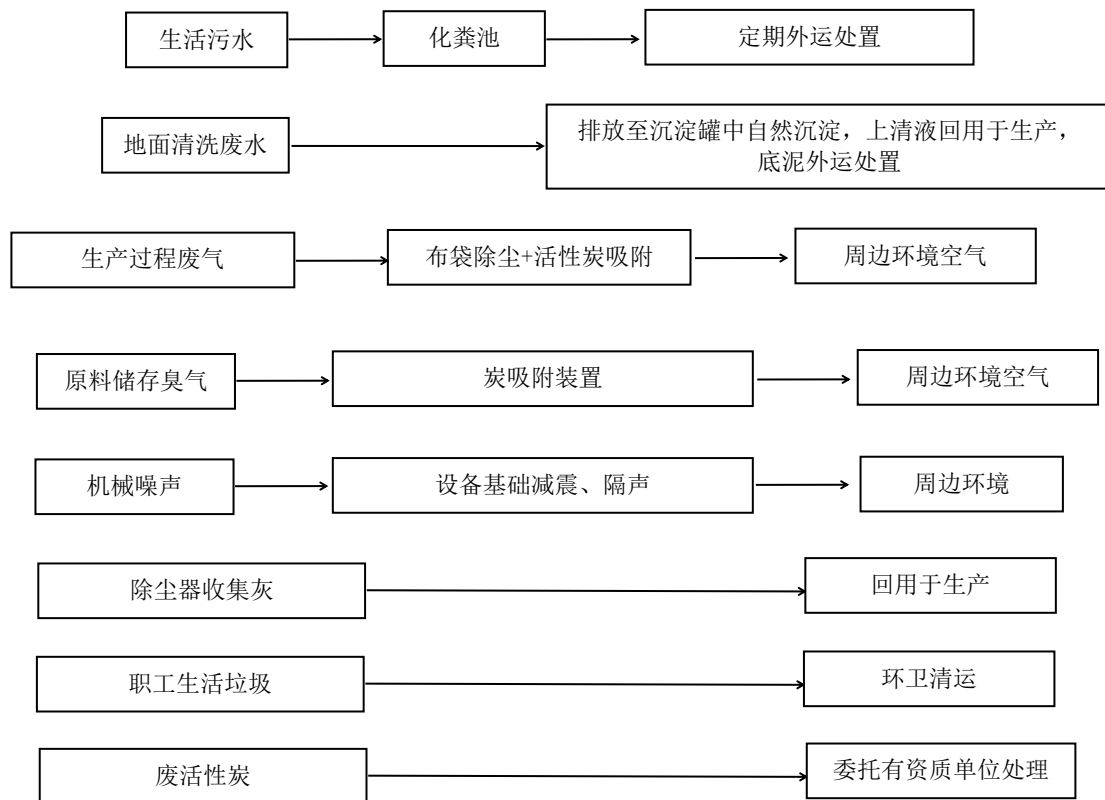 生活污水
化粪池
定期外运处置
地面清洗废水
排放至沉淀罐中自然沉淀，上清液回用于生产，
底泥外运处置
生产过程废气
布袋除尘+活性炭吸附
周边环境空气
原料储存臭气
炭吸附装置
周边环境空气
机械噪声
设备基础减震、隔声
周边环境
除尘器收集灰
回用于生产
职工生活垃圾
环卫清运
废活性炭
委托有资质单位处理